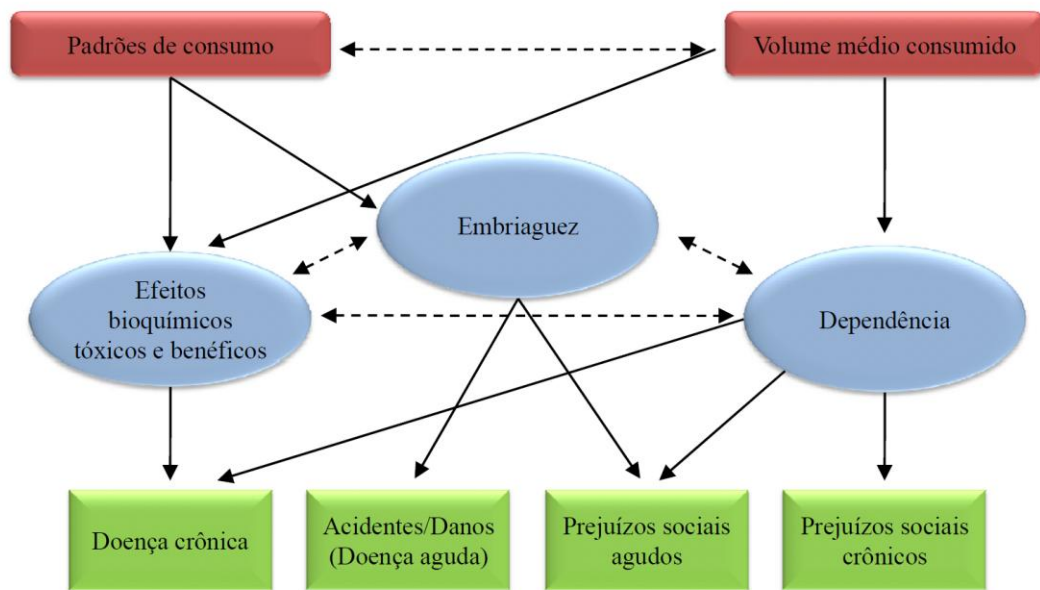 Padrões de consumo
Volume médio consumido
Embriaguez
Efeitos
bioquímicos
tóxicos e benéficos
Dependência
Doença crônica
Acidentes/Danos
(Doença aguda)
Prejuízos sociais
agudos
Prejuízos sociais
crônicos